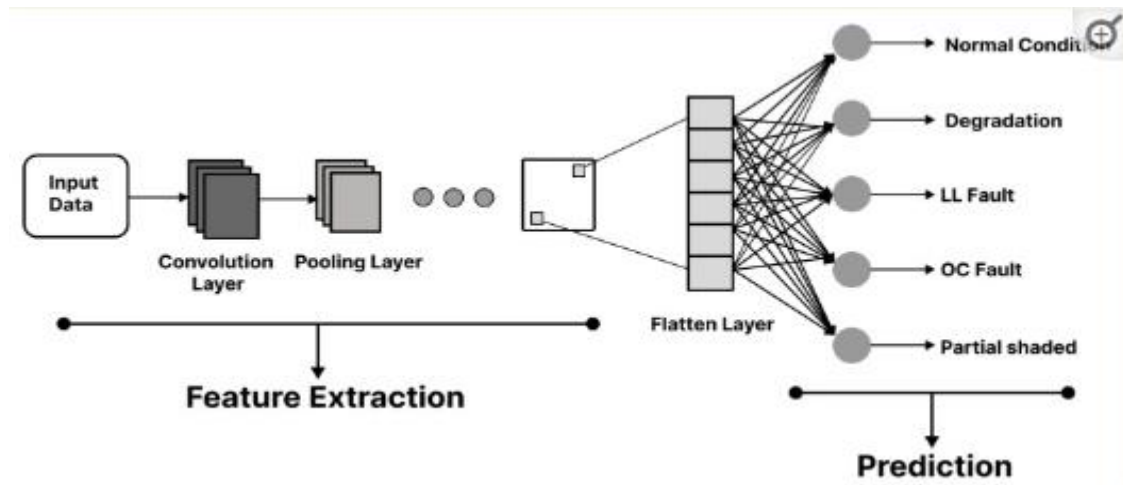 Input
Data
Convolution
Layer
Pooling Layer
Feature Extraction
Flatten Layer
Normal Condition
Degradation
LL Fault
OC Fault
Partial shaded
Prediction